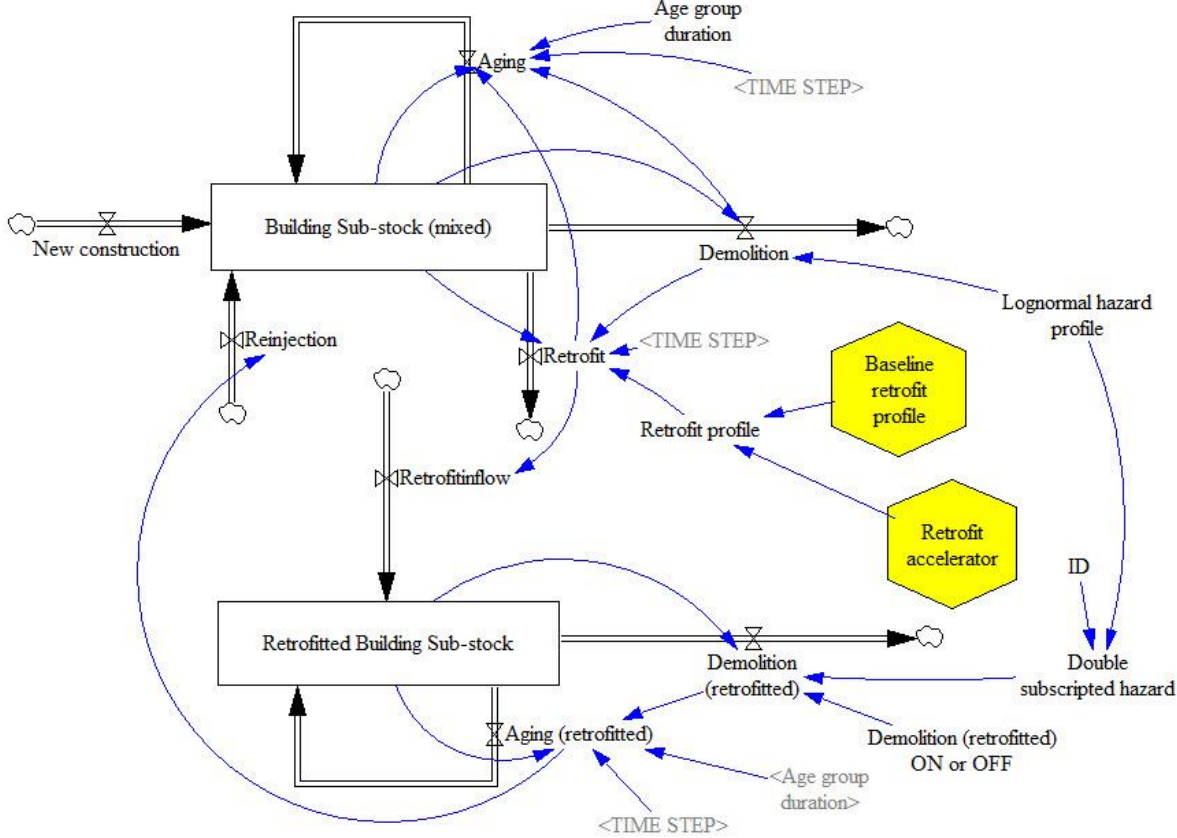 Age group
duration
Aging
<TIME STEP>
Building Sub-stock (mixed)
New construction
Demolition
Lognormal hazard
profile
Reinjection
Retrofit
<TIME STEP>
Baseline
retrofit
profile
Retrofit profile
Retrofitinflow
Retrofit
accelerator
ID
Retrofitted Building Sub-stock
Demolition
(retrofitted)
Double
subscripted hazard
Aging (retrofitted)
Demolition (retrofitted)
ON or OFF
<Age group
duration>
<TIME STEP>